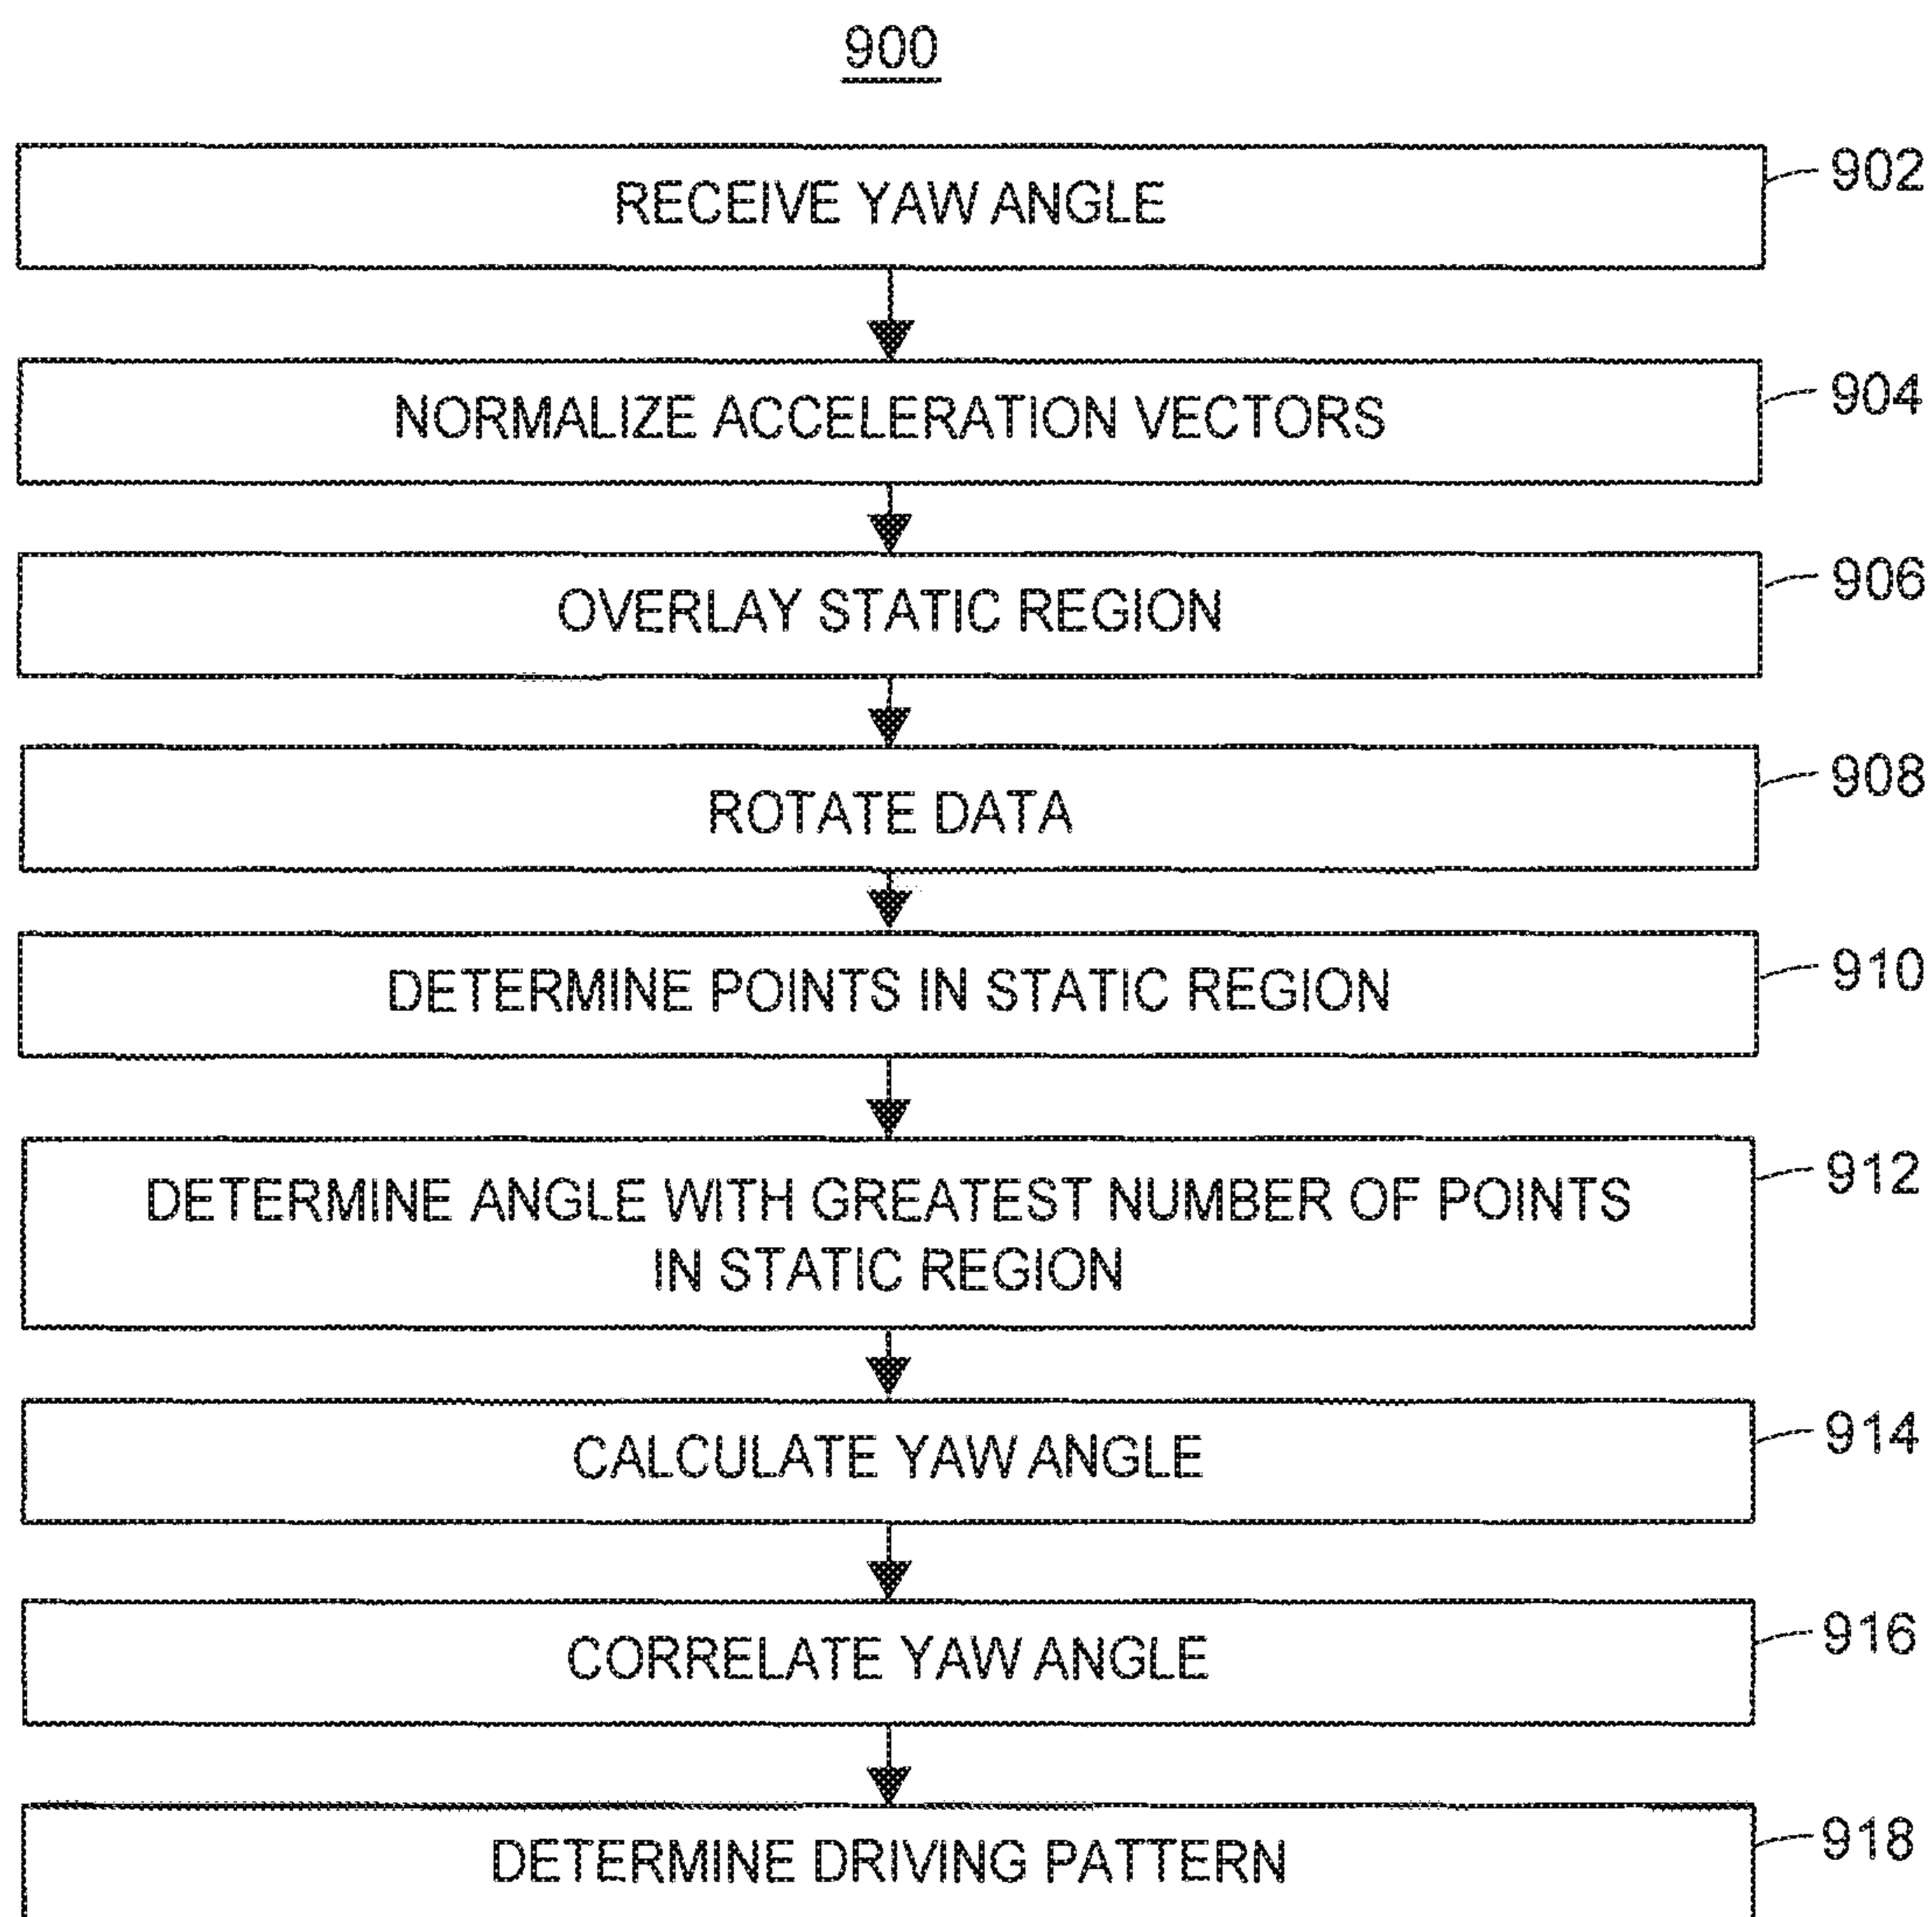 900
RECEIVE YAW ANGLE
902
NORMALIZE ACCELERATION VECTORS
904
OVERLAY STATIC REGION
906
ROTATE DATA
908
DETERMINE POINTS IN STATIC REGION
910
DETERMINE ANGLE WITH GREATEST NUMBER OF POINTS
IN STATIC REGION
912
CALCULATE YAW ANGLE
914
CORRELATE YAW ANGLE
916
DETERMINE DRIVING PATTERN
918